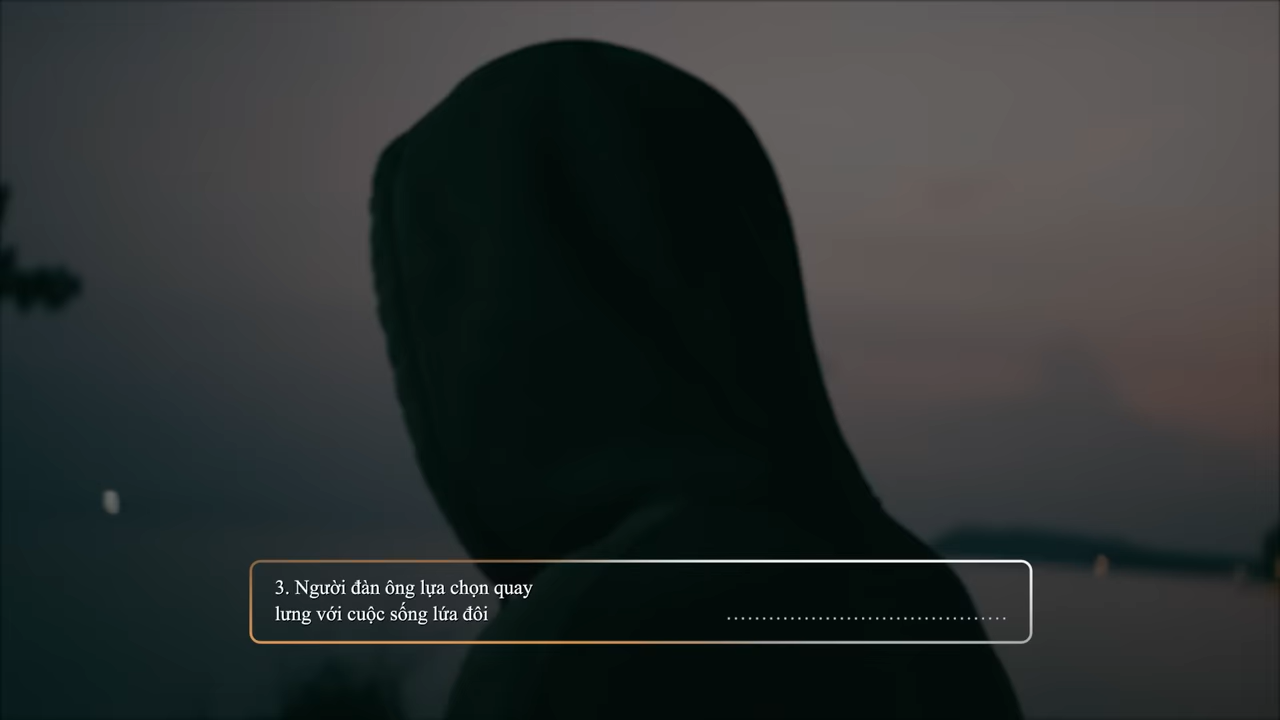 3. Người đàn ông lựa chọn quay
lưng với cuộc sống lứa đôi
........................................